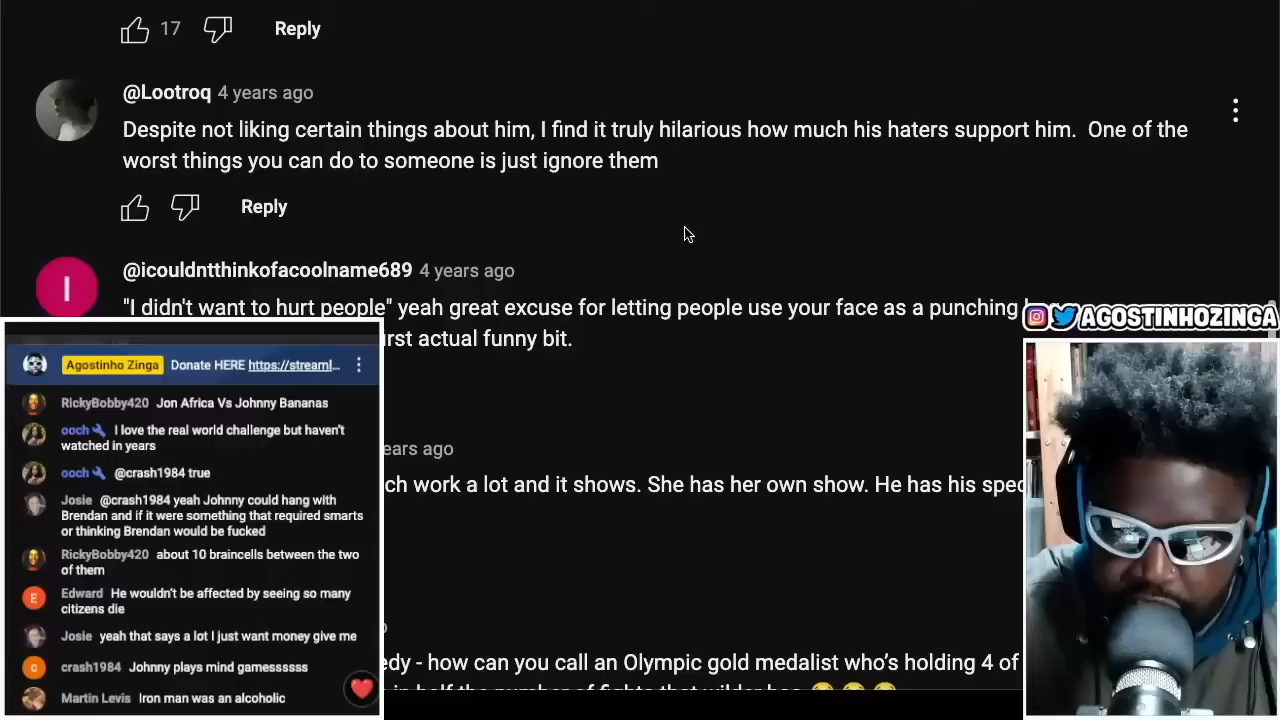 17 Reply
@Lootroq 4 years ago
Despite not liking certain things about him, I find it truly hilarious how much his haters support him. One of the
worst things you can do to someone is just ignore them
Reply
@icouldntthinkofacoolname689 4 years ago
"I didn't want to hurt people" yeah great excuse for letting people use your face as a punching
actual funny bit.
ago
work a lot and it shows. She has her own show. He has his
- how can you call an Olympic gold medalist who's holding 4 of
AGOSTINHOZINGA
Agostinho Zinga Donate HERE https://streaml...
RickyBobby420 Jon Africa Vs Johnny Bananas
ooch I love the real world challenge but haven't
watched in years
ooch @crash1984 true
Josie @crash1984 yeah Johnny could hang with
Brendan and if it were something that required smarts
or thinking Brendan would be fucked
RickyBobby420 about 10 braincells between the two
of them
E Edward He wouldn't be affected by seeing so many
citizens die
Josie yeah that says a lot I just want money give me
c crash1984 Johnny plays mind gamesssssss
Martin Levis Iron man was an alcoholic